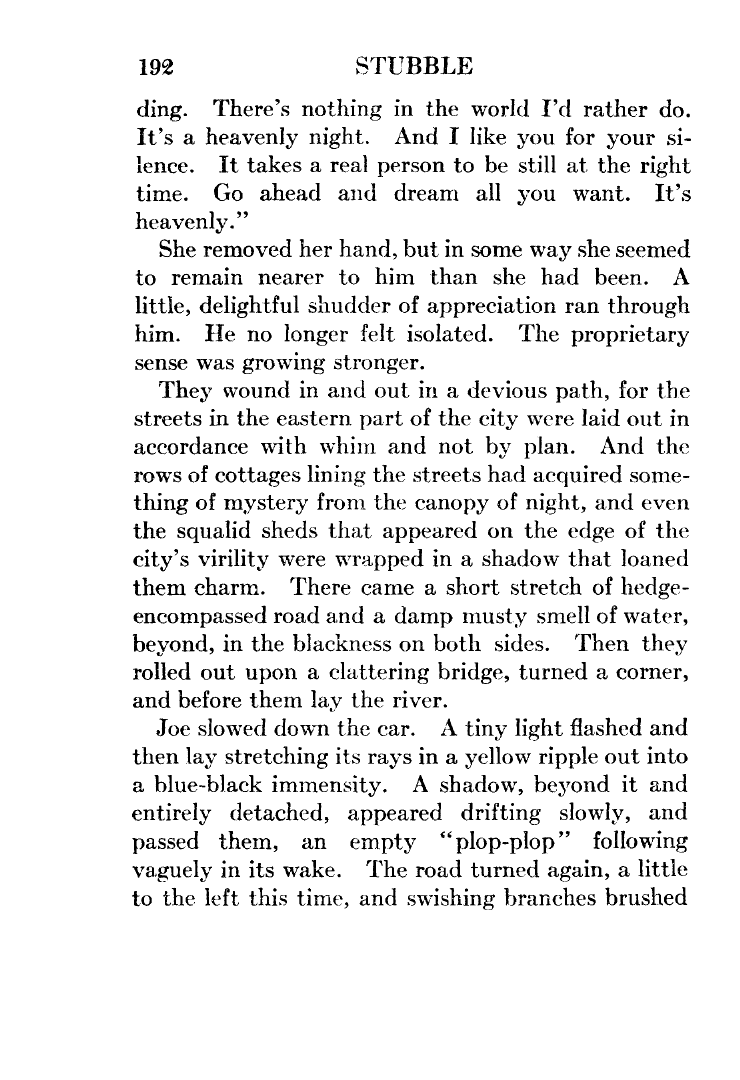 192 STUBBLE
ding. There's nothing in the world I'd rather do.
It's a heavenly night. And I like you for your si-
lence. It takes a real person to be still at the right
time. Go ahead and dream all you want. It's
heavenly."
She removed her hand, but in some way she seemed
to remain nearer to him than she had been. A
little, delightful shudder of appreciation ran through
him. He no longer felt isolated. The proprietary
sense was growing stronger.
They wound in and out in a devious path, for the
streets in the eastern part of the city were laid out in
accordance with whim and not by plan. And the
rows of cottages lining the streets had acquired some-
thing of mystery from the canopy of night, and even
the squalid sheds that appeared on the edge of the
city's virility were wrapped in a shadow that loaned
them charm. There came a short stretch of hedge-
encompassed road and a damp musty smell of water,
beyond, in the blackness on both sides. Then they
rolled out upon a clattering bridge, turned a corner,
and before them lay the river.
Joe slowed down the car. A tiny light flashed and
then lay stretching its rays in a yellow ripple out into
a blue-black immensity. A shadow, beyond it and
entirely detached, appeared drifting slowly, and
passed them, an empty "plop-plop" following
vaguely in its wake. The road turned again, a little
to the left this time, and swishing branches brushed